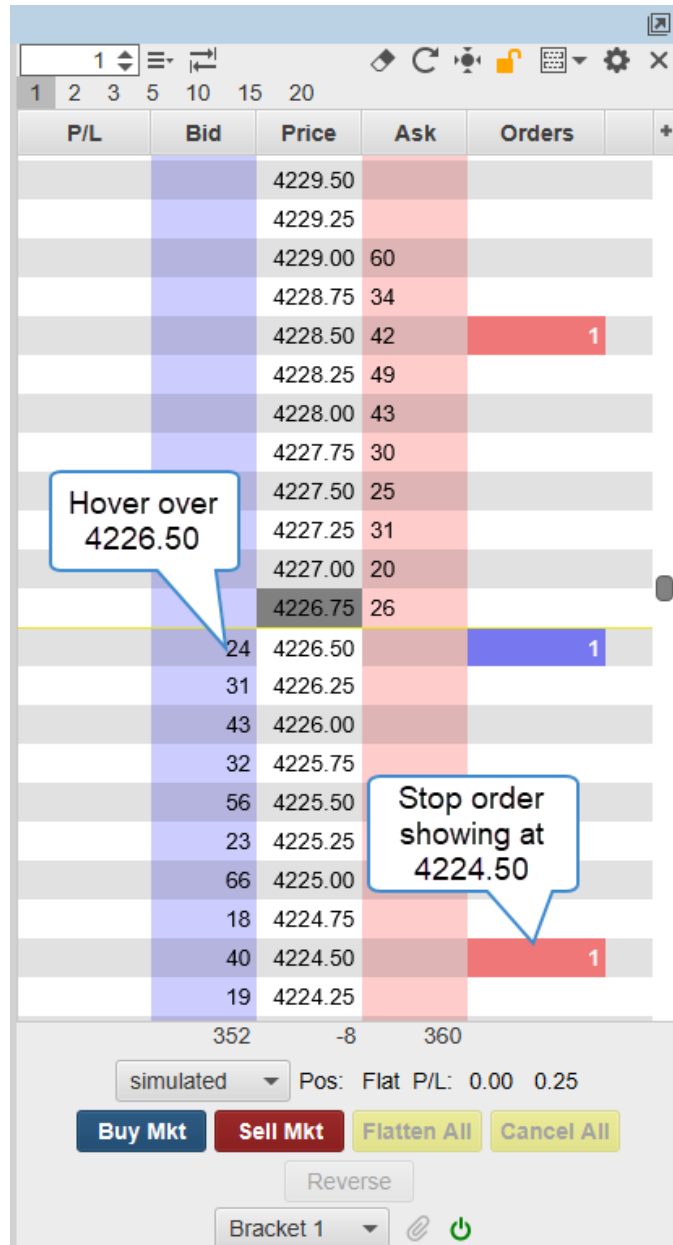 1
1 2 3 5 10 15 20
P/L Bid Price Ask Orders +
4229.50
4229.25
4229.00 60
4228.75 34
4228.50 42 1
4228.25 49
4228.00 43
4227.75 30
Hover over
4226.50
4227.50 25
4227.25 31
4227.00 20
4226.75 26
24 4226.50 1
31 4226.25
43 4226.00
32 4225.75
56 4225.50
Stop order
showing at
4224.50
23 4225.25
66 4225.00
18 4224.75
40 4224.50 1
19 4224.25
352 -8 360
simulated Pos: Flat P/L: 0.00 0.25
Buy Mkt Sell Mkt Flatten All Cancel All
Reverse
Bracket 1